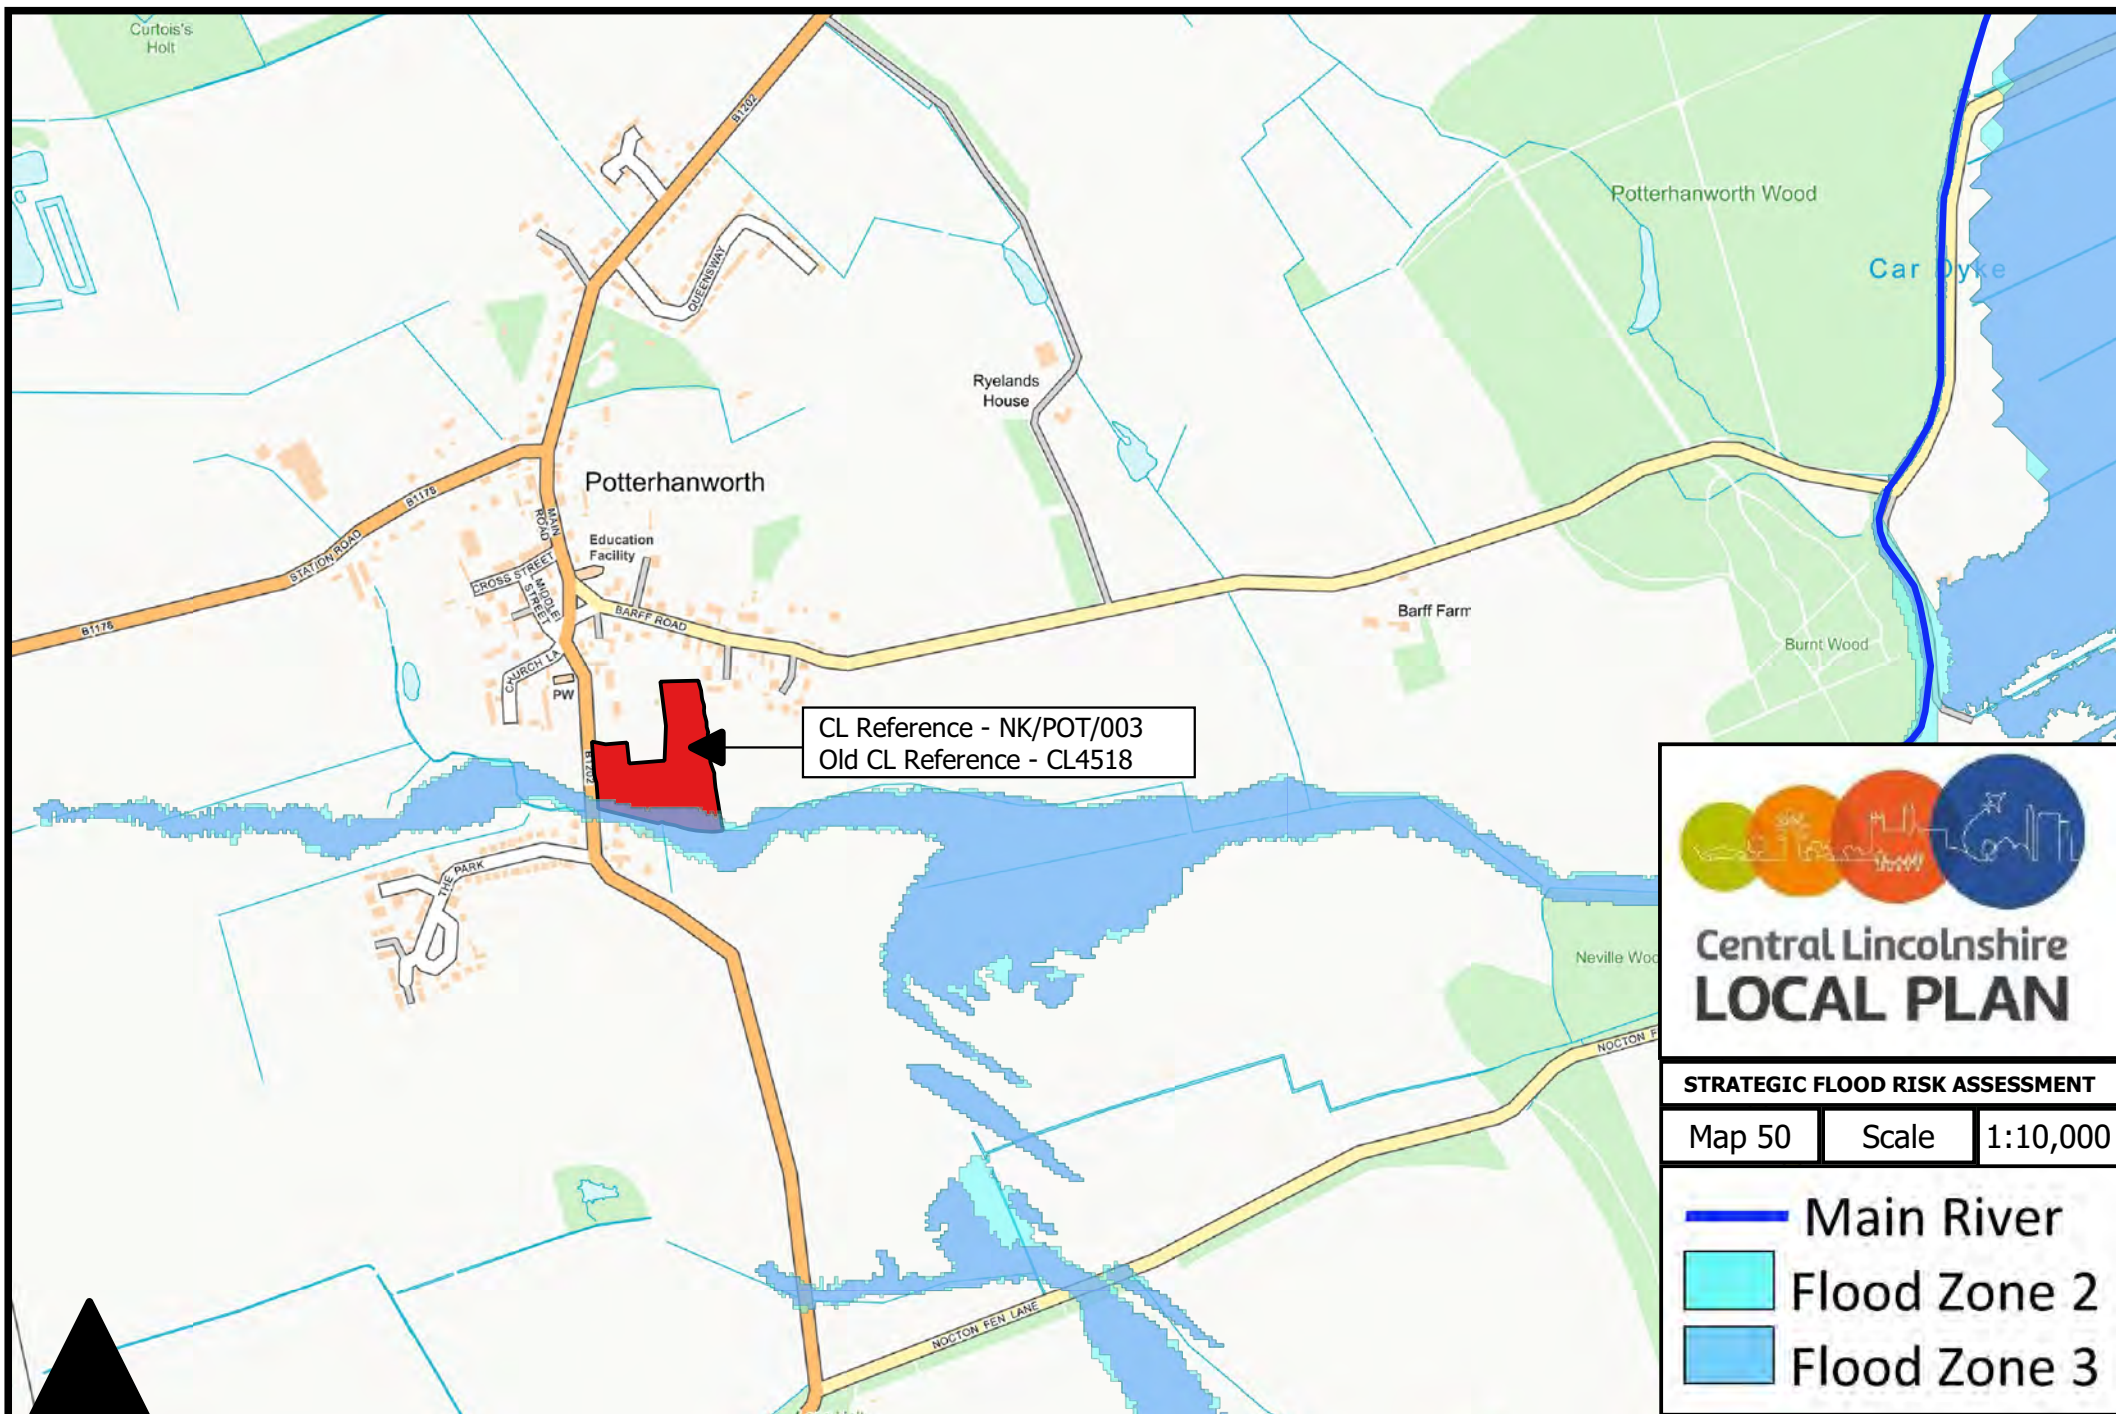 Curtois's
Holt
B1202
Potterhanworth Wood
Car Dyke
QUEENSWAY
Ryelands
House
Potterhanworth
B1178
STATION ROAD
B1178
MAIN
ROAD
Education
Facility
CROSS STREET
MIDDLE
STREET
BARFF ROAD
CHURCH LA
PW
Barff Farm
Burnt Wood
CL Reference - NK/POT/003
Old CL Reference - CL4518
B1202
THE PARK
Neville Woo
NOCTON F
NOCTON FEN LANE
Central Lincolnshire
LOCAL PLAN
STRATEGIC FLOOD RISK ASSESSMENT
Map 50
Scale
1:10,000
Main River
Flood Zone 2
Flood Zone 3